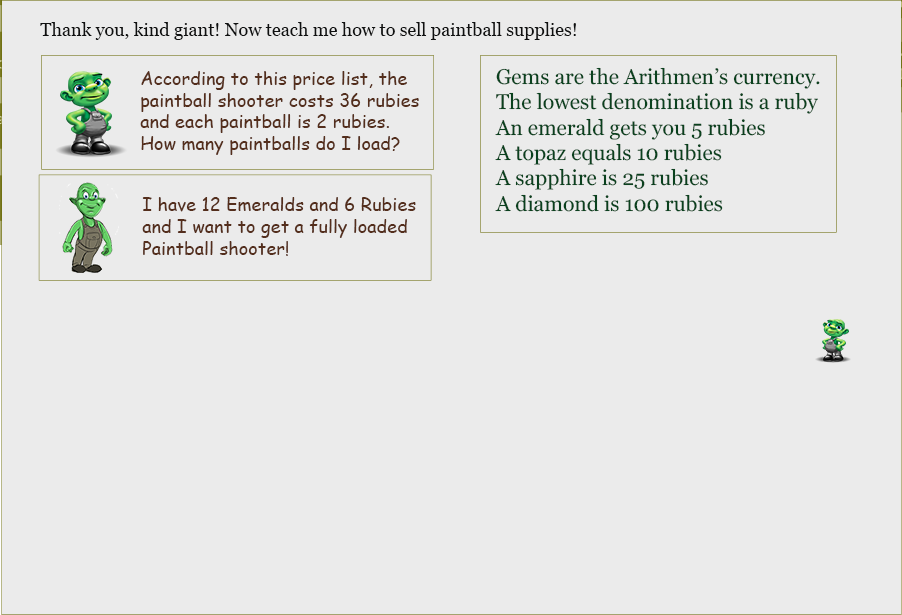 Thank you, kind giant! Now teach me how to sell paintball supplies!
According to this price list, the
paintball shooter costs 36 rubies
and each paintball is 2 rubies.
How many paintballs do I load?
I have 12 Emeralds and 6 Rubies
and I want to get a fully loaded
Paintball shooter!
Gems are the Arithmen's currency.
The lowest denomination is a ruby
An emerald gets you 5 rubies
A topaz equals 10 rubies
A sapphire is 25 rubies
A diamond is 100 rubies